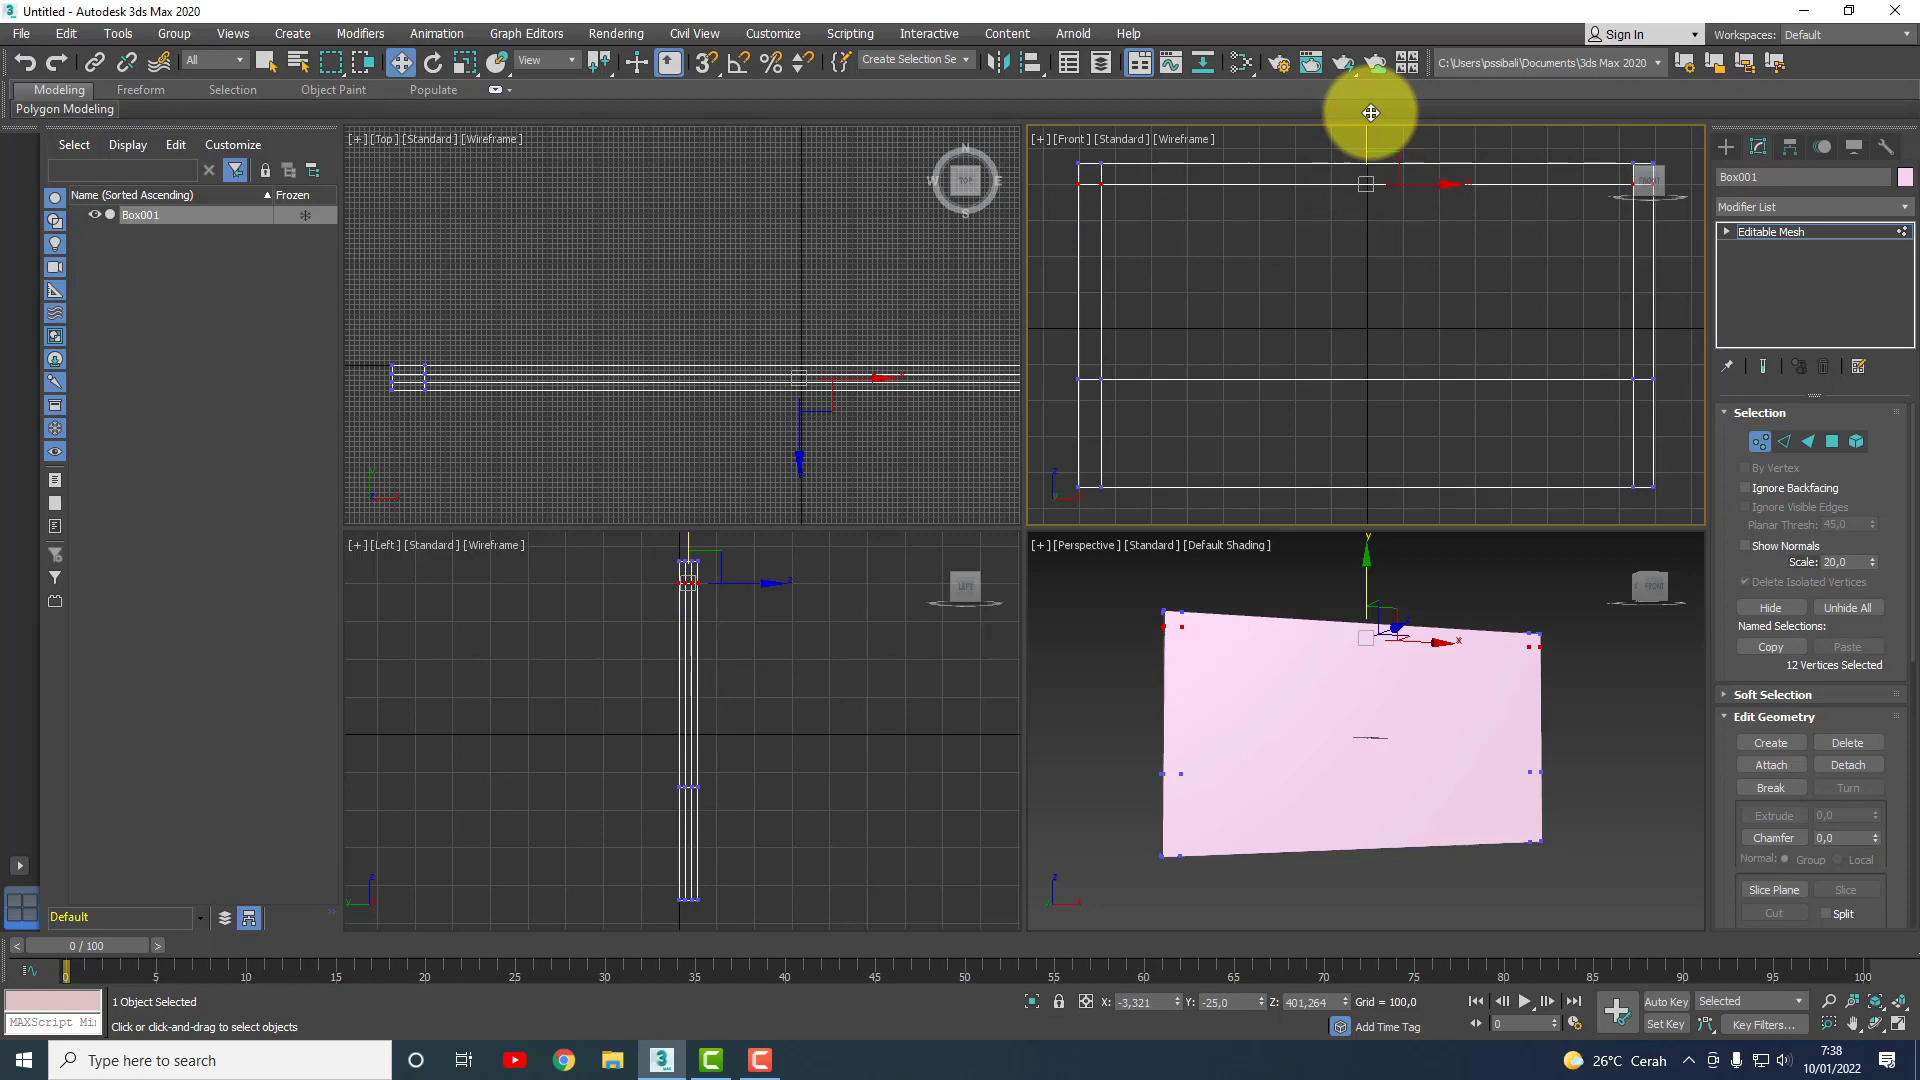 Untitled - Autodesk 3ds Max 2020
File Edit Tools Group Views Create Modifiers Animation Graph Editors Rendering Civil View Customize Scripting Interactive Content Arnold Help
Sign In Workspaces: Default
All View Create Selection Se C:\Users\pssibali\Documents\3ds Max 2020
Modeling Freeform Selection Object Paint Populate
Polygon Modeling
Select Display Edit Customize
Name (Sorted Ascending) Frozen
Box001
[+] [Top] [Standard] [Wireframe]
N
W TOP E
S
[+] [Front] [Standard] [Wireframe]
FRONT
[+] [Left] [Standard] [Wireframe]
LEFT
[+] [Perspective] [Standard] [Default Shading]
FRONT
Box001
Modifier List
Editable Mesh
Selection
By Vertex
Ignore Backfacing
Ignore Visible Edges
Planar Thresh: 45,0
Show Normals
Scale: 20,0
Delete Isolated Vertices
Hide Unhide All
Named Selections:
Copy Paste
12 Vertices Selected
Soft Selection
Edit Geometry
Create Delete
Attach Detach
Break Turn
Extrude 0,0
Chamfer 0,0
Normal: Group Local
Slice Plane Slice
Cut Split
Default
0 / 100
0 5 10 15 20 25 30 35 40 45 50 55 60 65 70 75 80 85 90 95 100
1 Object Selected
MAXScript Mi
Click or click-and-drag to select objects
X: -3,321 Y: -25,0 Z: 401,264 Grid = 100,0
Add Time Tag
0
Auto Key Selected
Set Key Key Filters...
Type here to search
26°C Cerah
7:38
10/01/2022